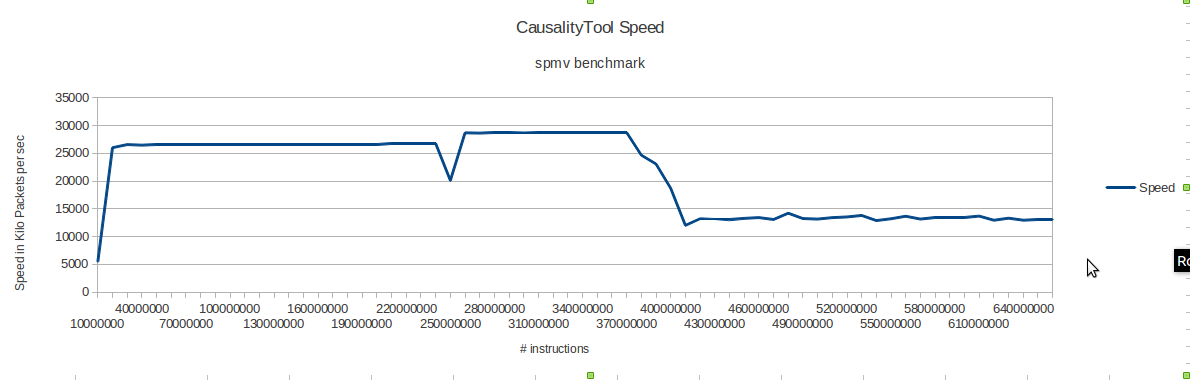 CausalityTool Speed
spmv benchmark
Speed in Kilo Packets per sec
35000
30000
25000
20000
15000
10000
5000
0
Speed
Ro
40000000 100000000 160000000 220000000 280000000 340000000 400000000 460000000 520000000 580000000 640000000
10000000 70000000 130000000 190000000 250000000 310000000 370000000 430000000 490000000 550000000 610000000
# instructions